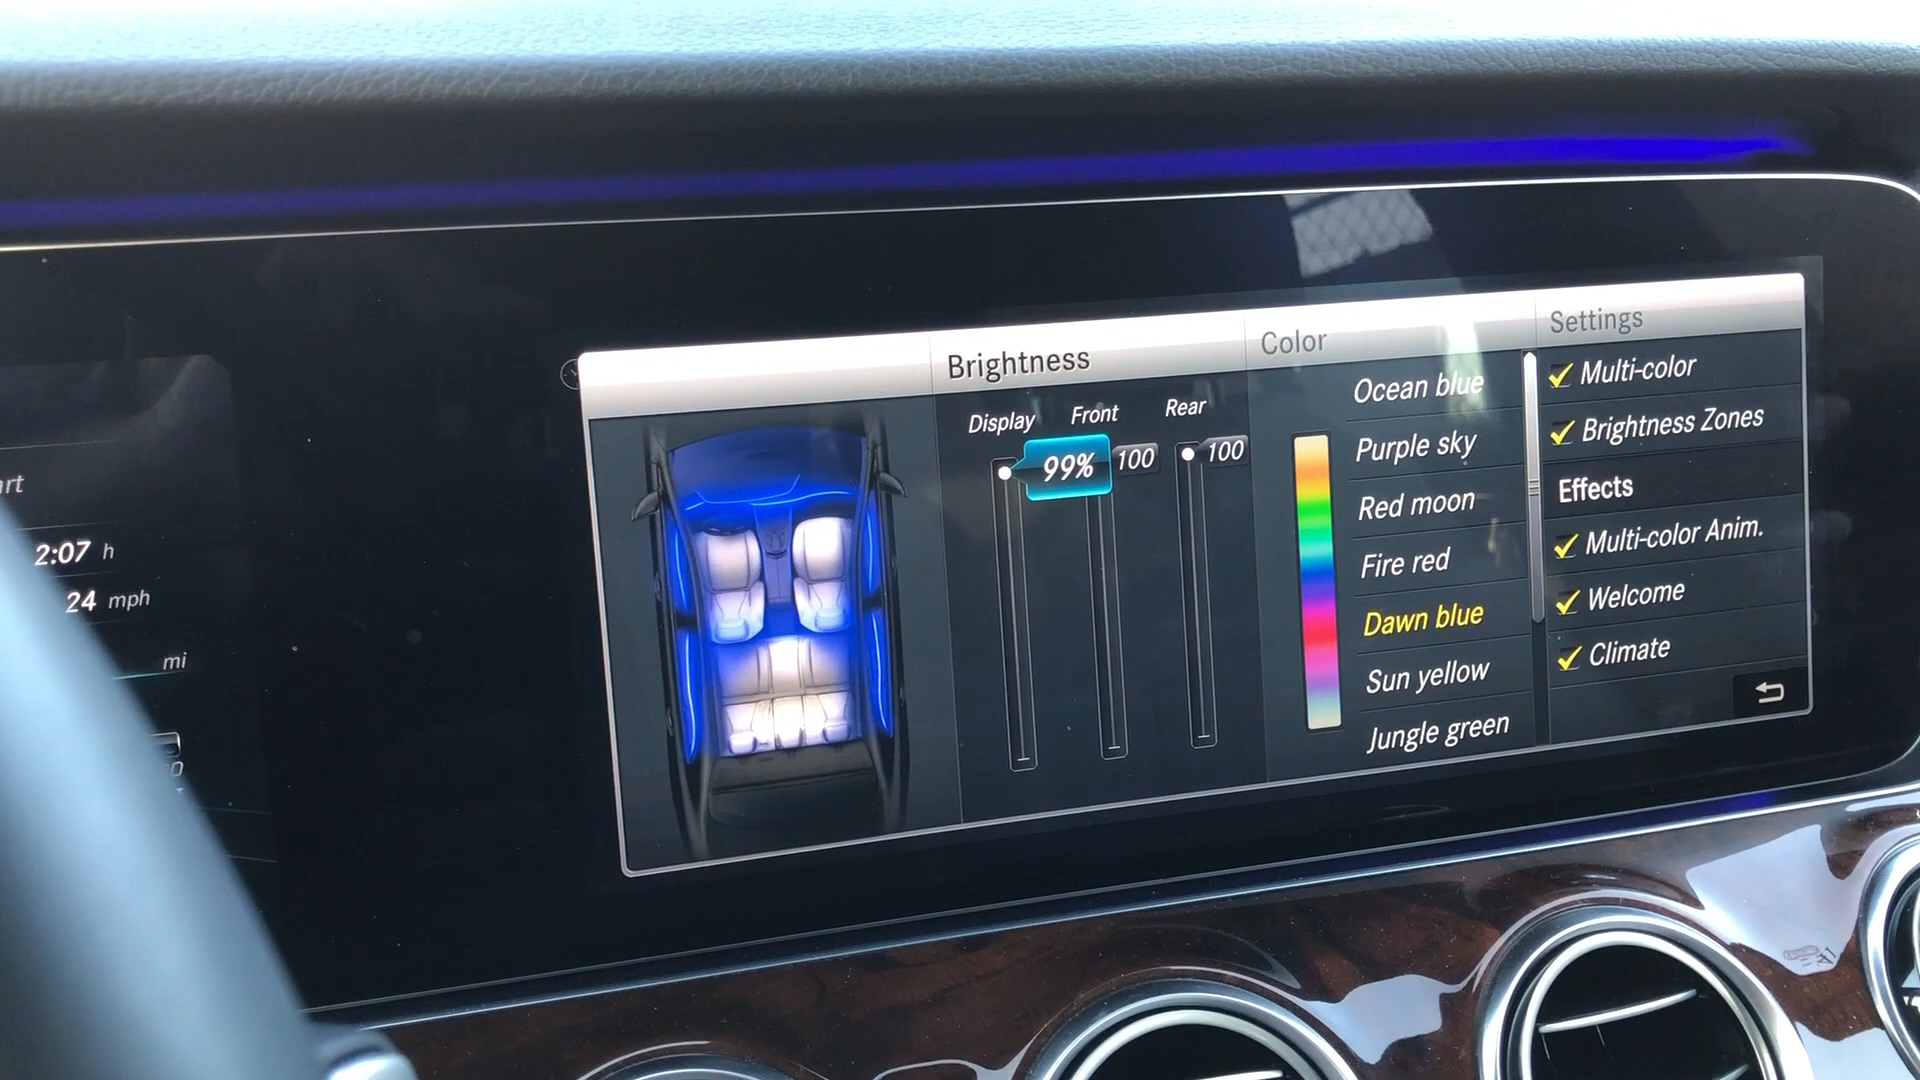 Brightness
Color
Settings
Display
Front
Rear
99%
100
100
Ocean blue
Purple sky
Red moon
Fire red
Dawn blue
Sun yellow
Jungle green
Multi-color
Brightness Zones
Effects
Multi-color Anim.
Welcome
Climate
2:07 h
24 mph
mi